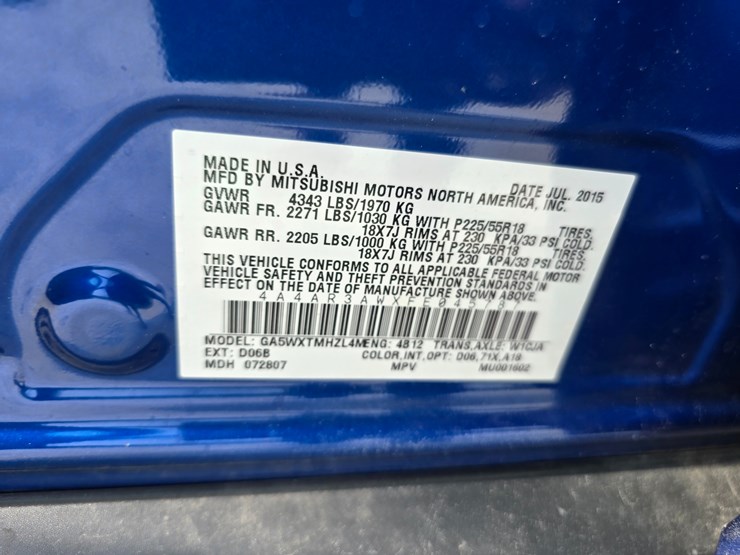 MADE IN U.S.A.
MFD BY MITSUBISHI MOTORS NORTH AMERICA, INC.
DATE JUL. 2015
GVWR 4343 LBS/1970 KG
GAWR FR. 2271 LBS/1030 KG WITH P225/55R18 TIRES,
18X7J RIMS AT 230 KPA/33 PSI COLD.
GAWR RR. 2205 LBS/1000 KG WITH P225/55R18 TIRES,
18X7J RIMS AT 230 KPA/33 PSI COLD.
THIS VEHICLE CONFORMS TO ALL APPLICABLE FEDERAL MOTOR
VEHICLE SAFETY AND THEFT PREVENTION STANDARDS IN
EFFECT ON THE DATE OF MANUFACTURE SHOWN ABOVE.
MODEL: GA5WXTMHZL4M ENG: 4B12 TRANS,AXLE: W1CJA
EXT: D06B COLOR,INT,OPT: D06,71X,A18
MDH 072807 MPV MU001602